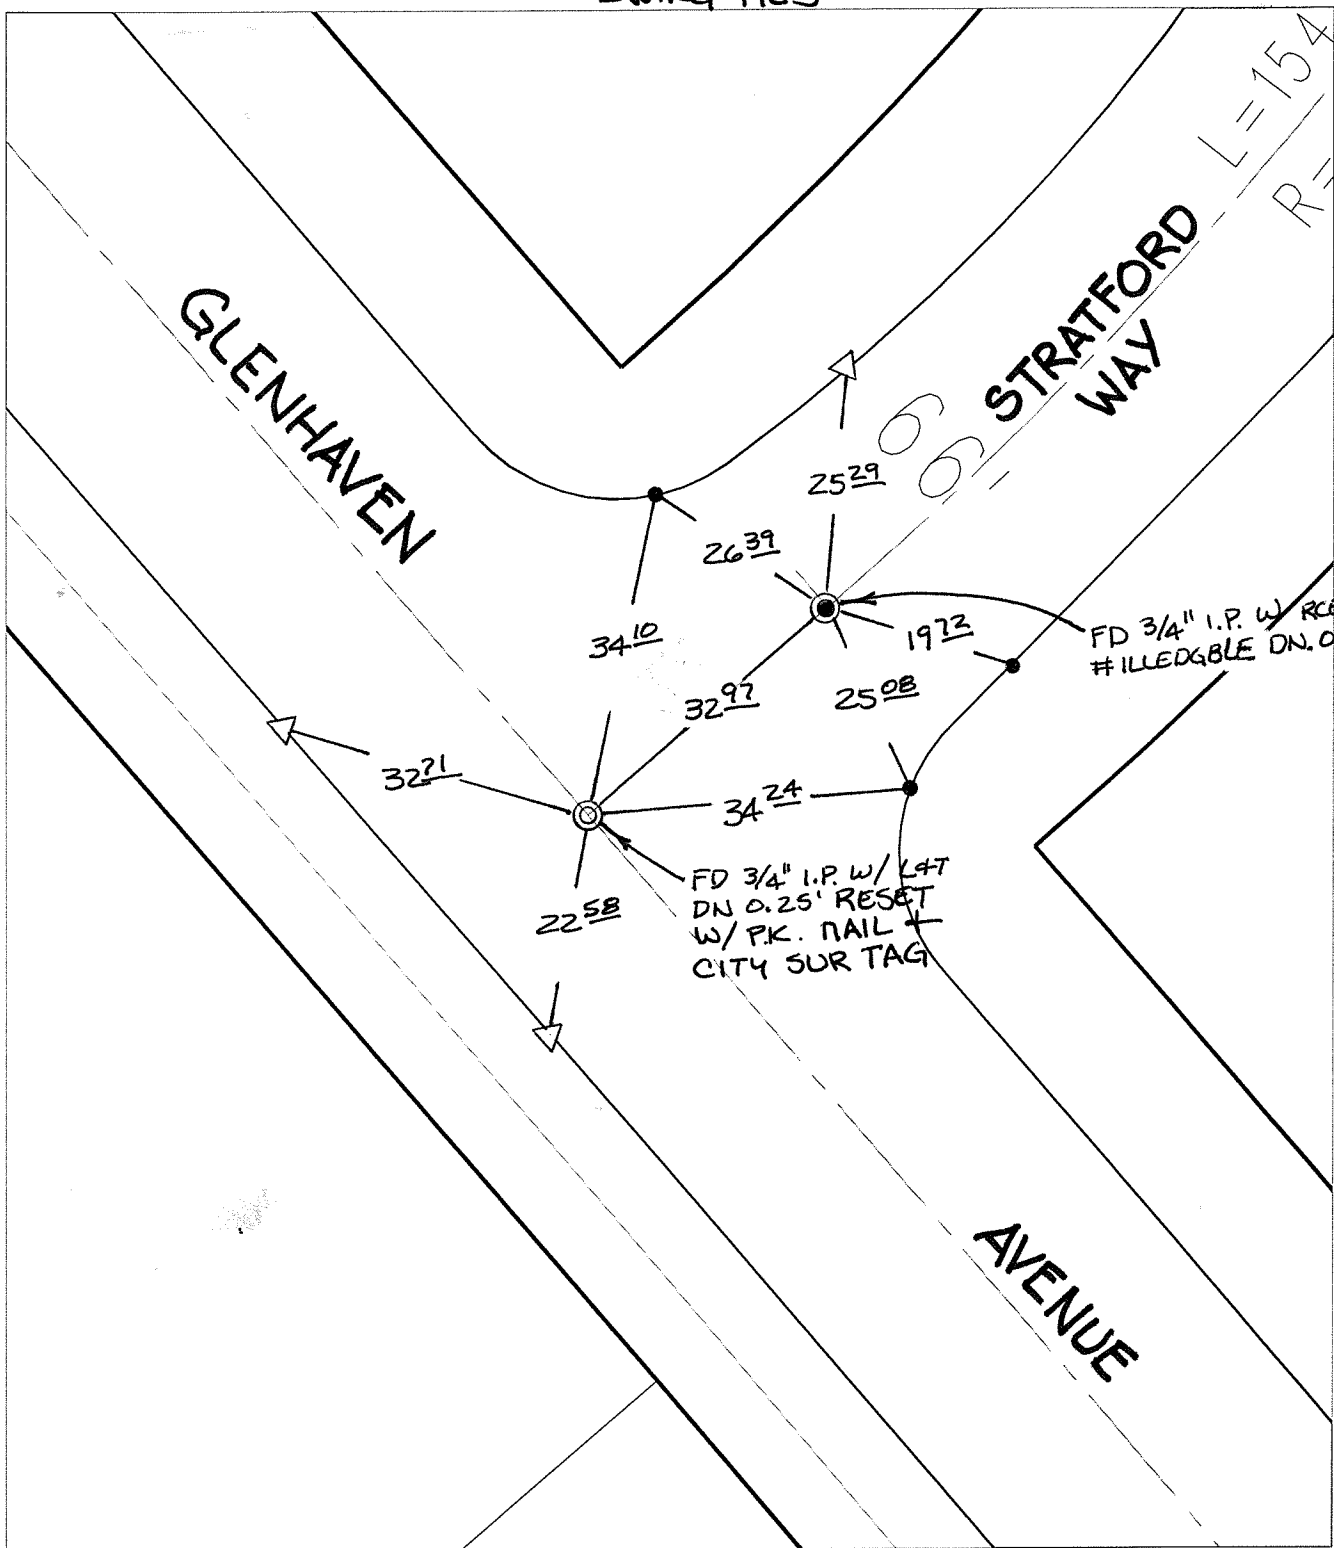 TIES
L=154
R=
GLENHAVEN
STRATFORD
WAY
66
25 29
26 39
34 10
19 72
FD 3/4" I.P. W/ RCE
#ILLEDGBLE DN. 0
32 97
25 08
32 71
34 24
FD 3/4" I.P. W/ L&T
DN 0.25' RESET
W/ P.K. NAIL +
CITY SUR TAG
22 58
AVENUE